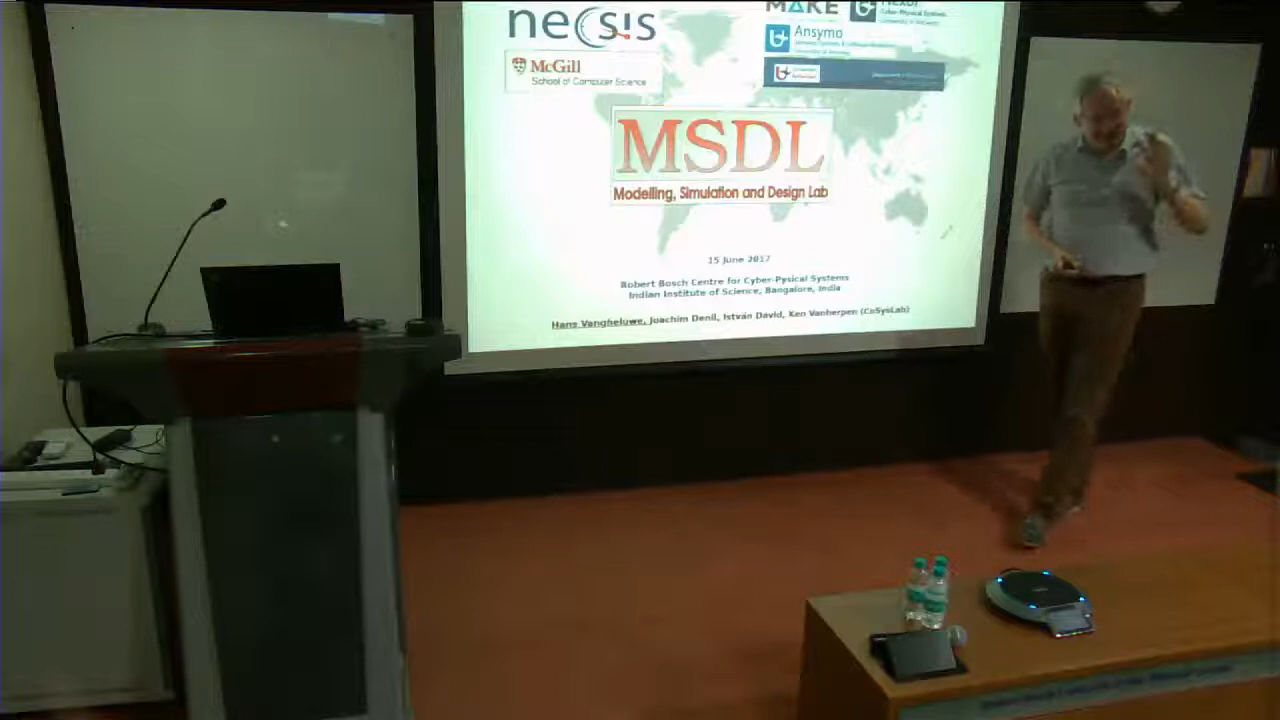 necsis
MAKE
McGill
School of Computer Science
Ansymo
MSDL
Modelling, Simulation and Design Lab
15 June 2017
Robert Bosch Centre for Cyber-Pysical Systems
Indian Institute of Science, Bangalore, India
Hans Vangheluwe, Joachim Denil, István Dávid, Ken Vanherpen (CoSysLab)